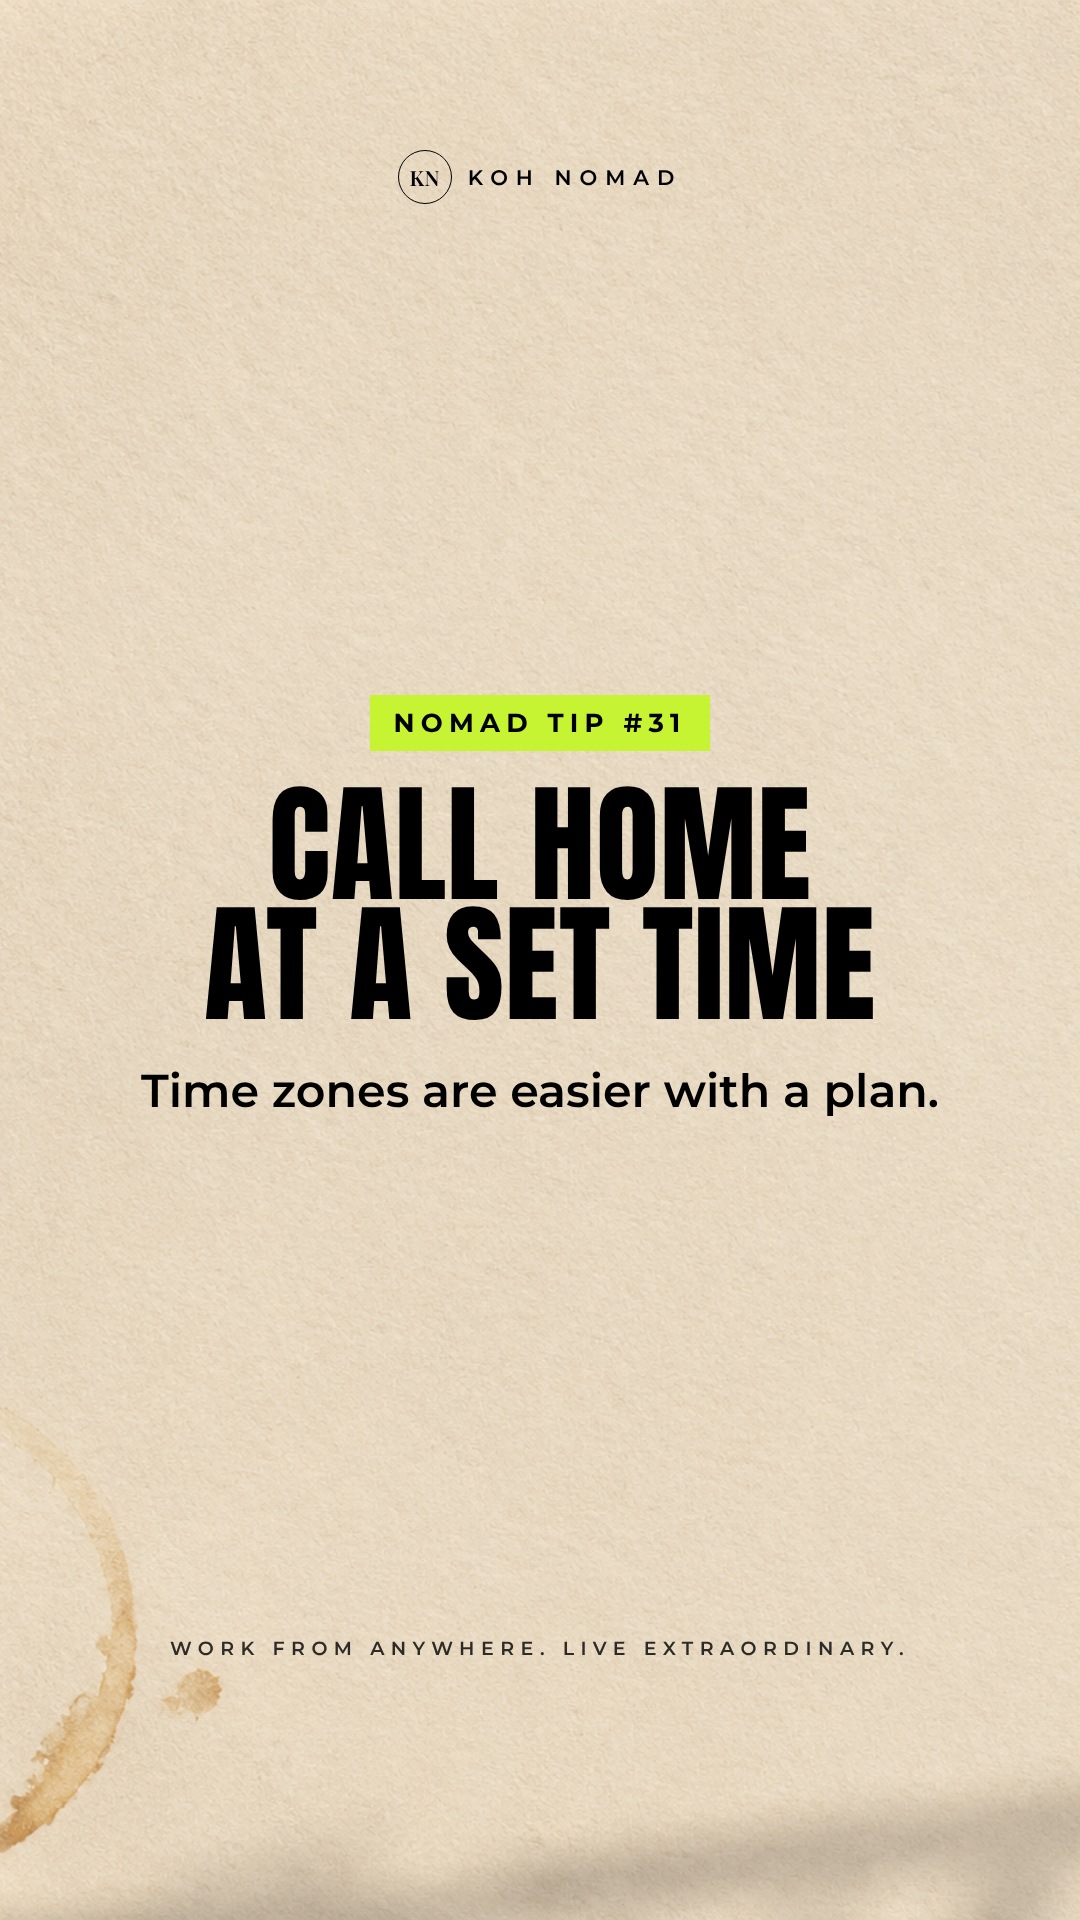 KN KOH NOMAD
NOMAD TIP #31
CALL HOME
AT A SET TIME
Time zones are easier with a plan.
WORK FROM ANYWHERE. LIVE EXTRAORDINARY.